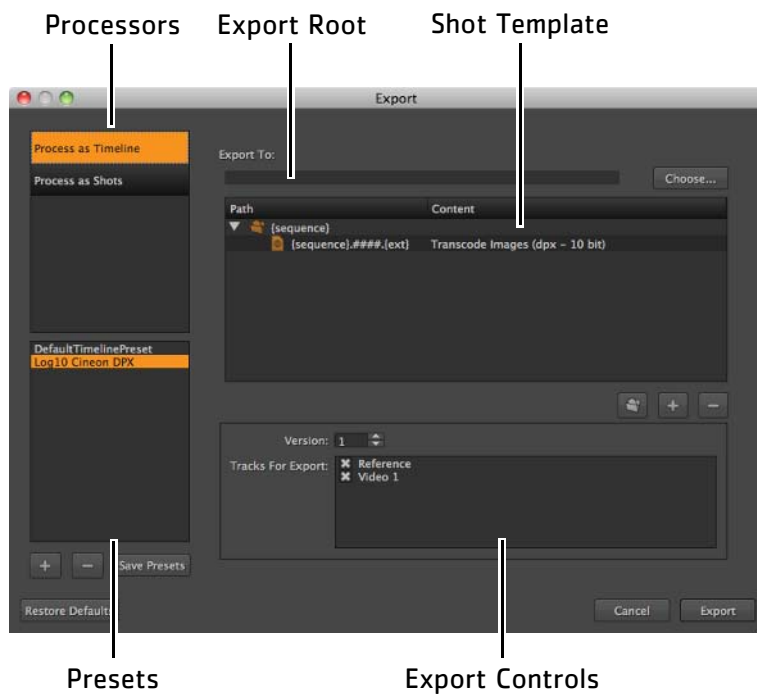 Processors
Export Root
Shot Template
Export
Process as Timeline
Process as Shots
Export To:
Choose...
Path
Content
{sequence}
{sequence}.####.{ext}
Transcode Images (dpx – 10 bit)
DefaultTimelinePreset
Log10 Cineon DPX
Version:
1
Tracks For Export:
Reference
Video 1
+
−
+
−
Save Presets
Restore Defaults
Cancel
Export
Presets
Export Controls